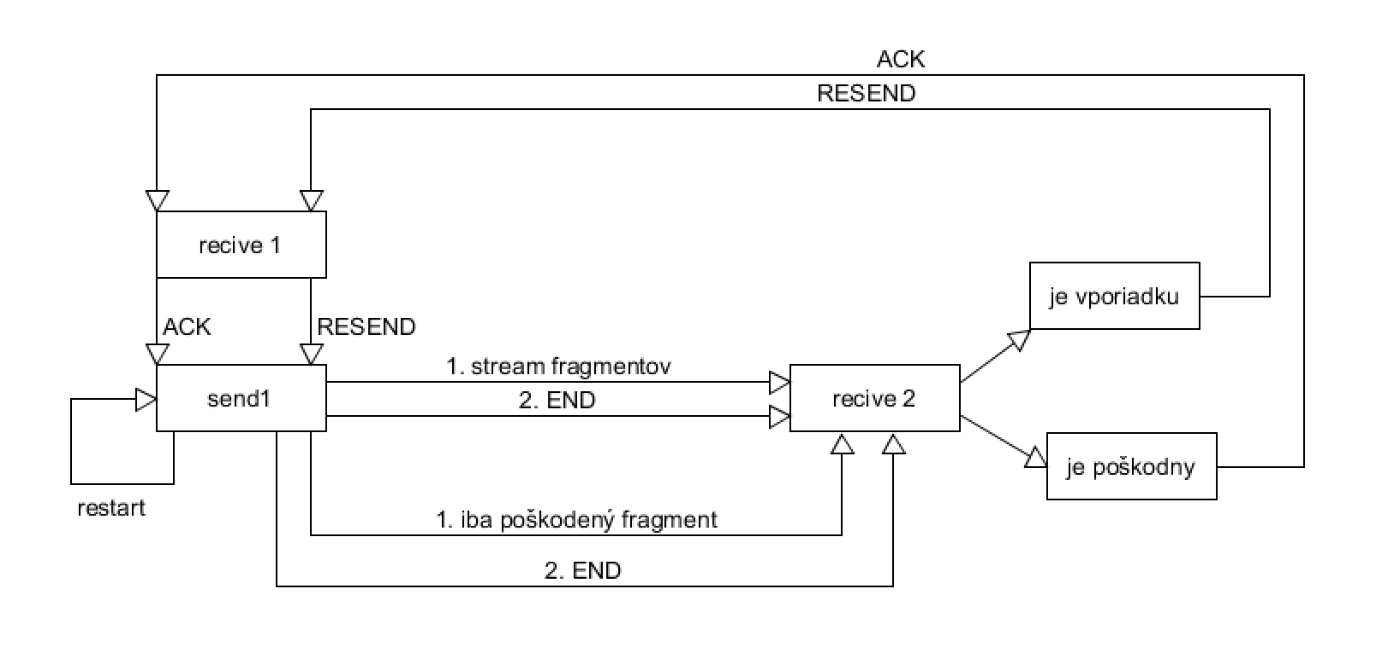 ACK
RESEND
recive 1
je vporiadku
ACK
RESEND
1. stream fragmentov
send1
2. END
recive 2
je poškodny
restart
1. iba poškodený fragment
2. END